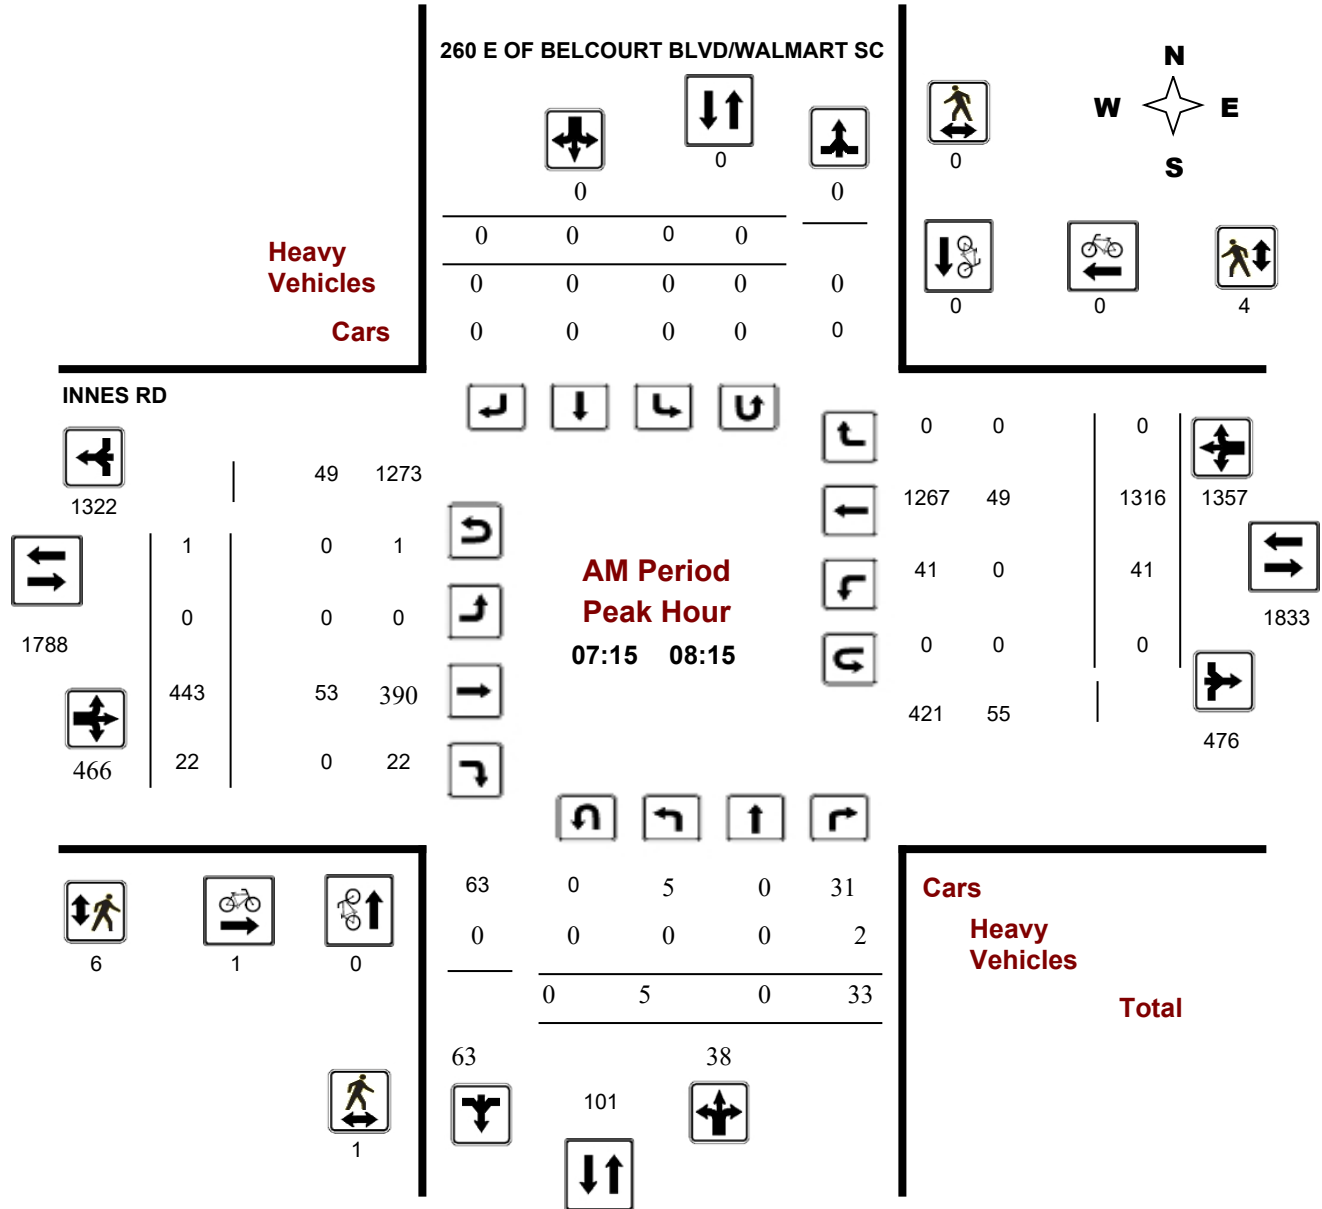 260 E OF BELCOURT BLVD/WALMART SC
N
W E
S
0
0
0 0
0
0 0 0 0
Heavy
Vehicles
0 0 0 0 0
Cars
0 0 0 0 0
0 0 4
INNES RD
1322
49 1273
1 0 1
0 0 0
1788
443 53 390
466
22 0 22
AM Period
Peak Hour
07:15 08:15
0 0 0
1267 49 1316 1357
41 0 41
1833
0 0 0
421 55
476
63 0 5 0 31
0 0 0 0 2
0 5 0 33
63 38
101
6 1 0
1
Cars
Heavy
Vehicles
Total